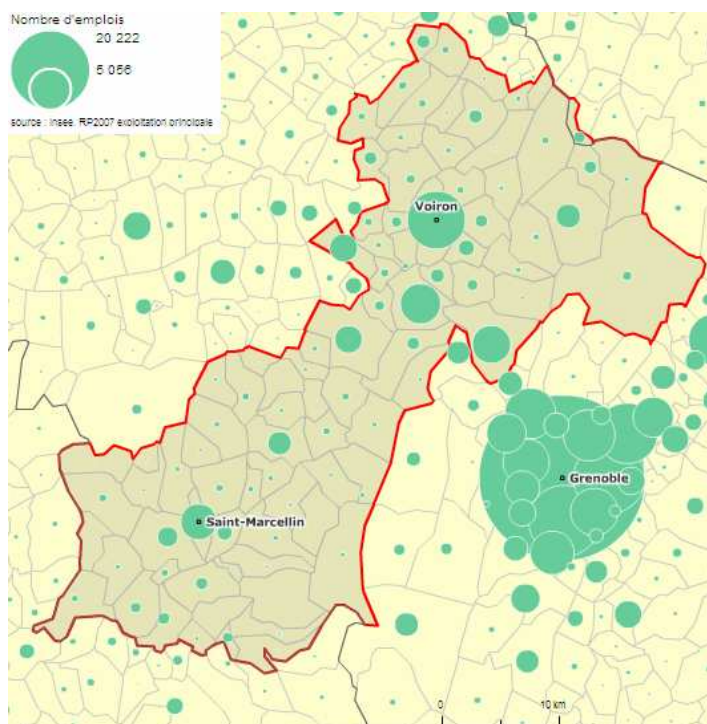 Nombre d'emplois
20 222
5 056
source : Insee, RP2007 exploitation principale
Voiron
Grenoble
Saint-Marcellin
0 10 km